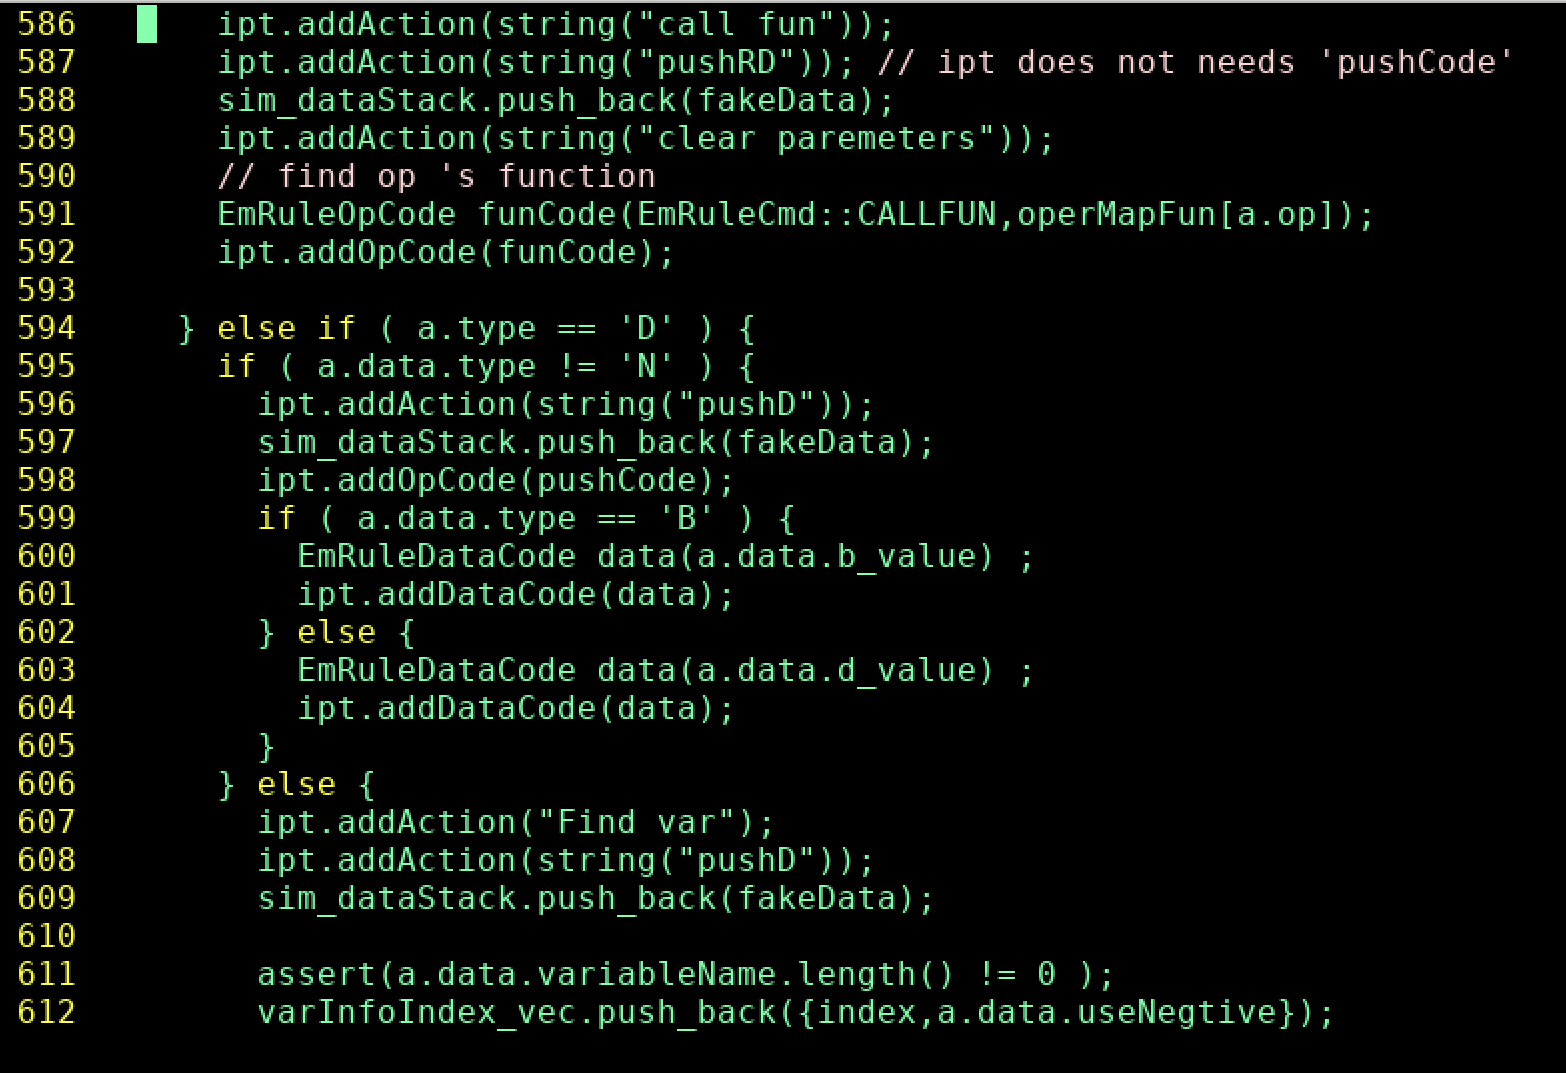 586       ipt.addAction(string("call fun"));
587       ipt.addAction(string("pushRD")); // ipt does not needs 'pushCode'
588       sim_dataStack.push_back(fakeData);
589       ipt.addAction(string("clear paremeters"));
590       // find op 's function
591       EmRuleOpCode funCode(EmRuleCmd::CALLFUN,operMapFun[a.op]);
592       ipt.addOpCode(funCode);
593
594     } else if ( a.type == 'D' ) {
595       if ( a.data.type != 'N' ) {
596         ipt.addAction(string("pushD"));
597         sim_dataStack.push_back(fakeData);
598         ipt.addOpCode(pushCode);
599         if ( a.data.type == 'B' ) {
600           EmRuleDataCode data(a.data.b_value) ;
601           ipt.addDataCode(data);
602         } else {
603           EmRuleDataCode data(a.data.d_value) ;
604           ipt.addDataCode(data);
605         }
606       } else {
607         ipt.addAction("Find var");
608         ipt.addAction(string("pushD"));
609         sim_dataStack.push_back(fakeData);
610
611         assert(a.data.variableName.length() != 0 );
612         varInfoIndex_vec.push_back({index,a.data.useNegtive});